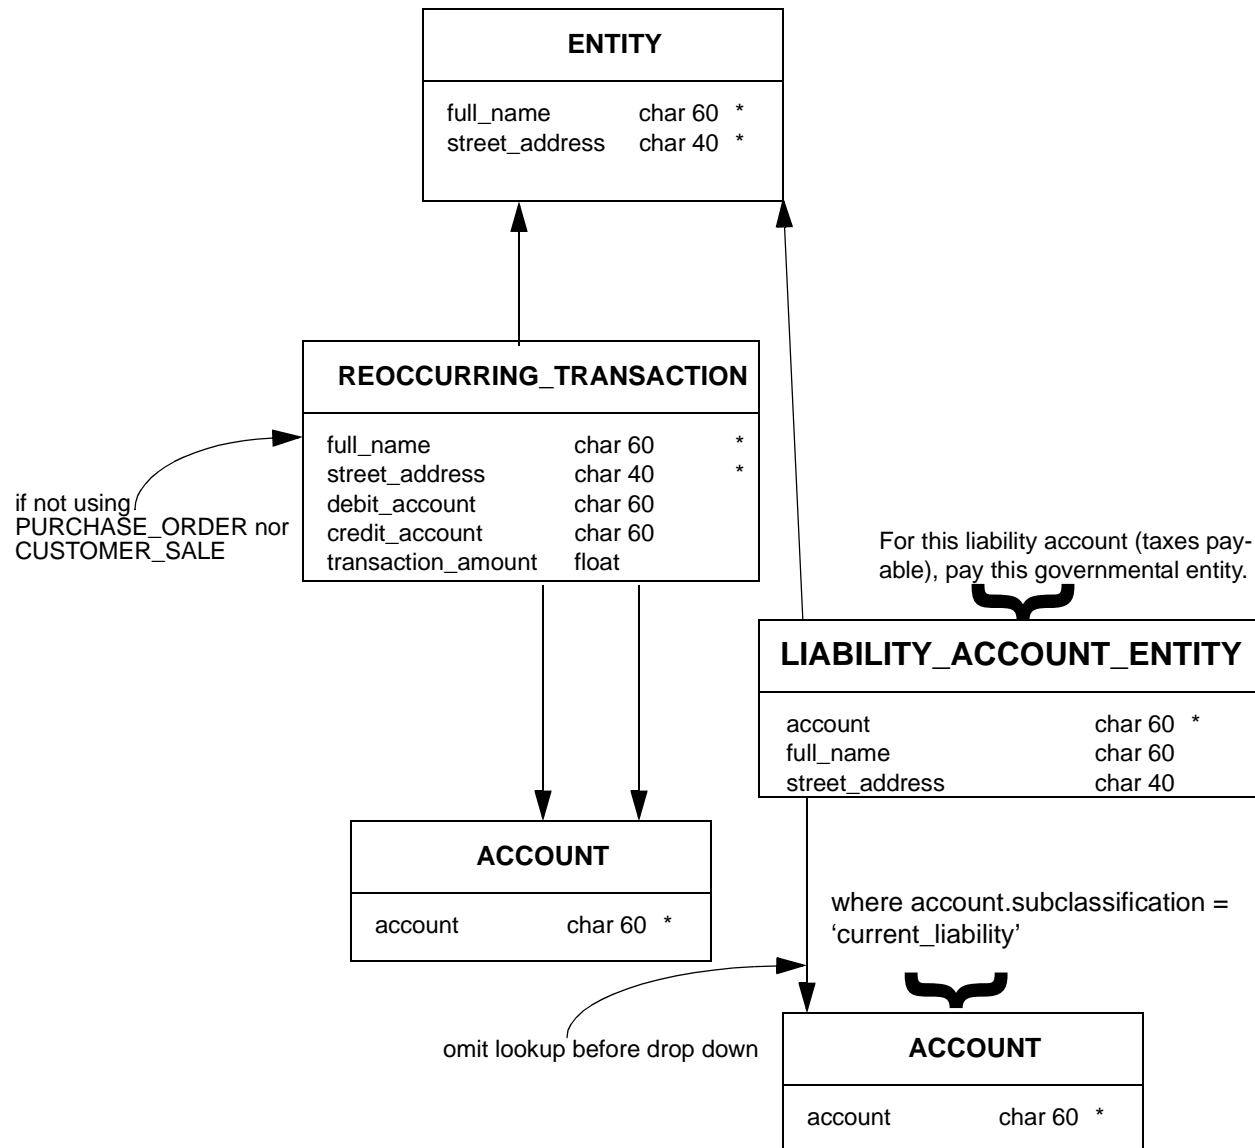 ENTITY
full_name char 60 *
street_address char 40 *
REOCCURRING_TRANSACTION
full_name char 60 *
street_address char 40 *
debit_account char 60
credit_account char 60
transaction_amount float
if not using
PURCHASE_ORDER nor
CUSTOMER_SALE
For this liability account (taxes pay-
able), pay this governmental entity.
LIABILITY_ACCOUNT_ENTITY
account char 60 *
full_name char 60
street_address char 40
ACCOUNT
account char 60 *
where account.subclassification =
‘current_liability’
omit lookup before drop down
ACCOUNT
account char 60 *